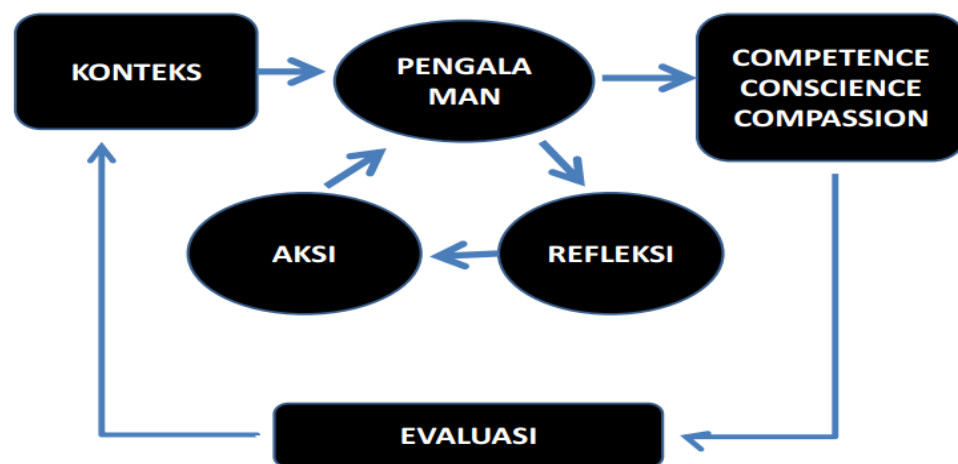 KONTEKS
PENGALA
MAN
COMPETENCE
CONSCIENCE
COMPASSION
AKSI
REFLEKSI
EVALUASI